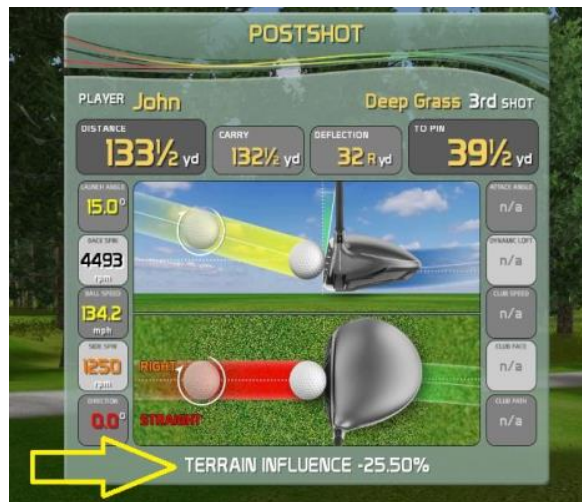 POSTSHOT
PLAYER John
Deep Grass 3rd SHOT
DISTANCE
133½ yd
CARRY
132½ yd
DEFLECTION
32 R yd
TO PIN
39½ yd
LAUNCH ANGLE
15.0°
BACK SPIN
4493
rpm
BALL SPEED
134.2
mph
SIDE SPIN
1250
rpm
DIRECTION
0.0°
RIGHT
STRAIGHT
ATTACK ANGLE
n/a
DYNAMIC LOFT
n/a
CLUB SPEED
n/a
CLUB FACE
n/a
CLUB PATH
n/a
TERRAIN INFLUENCE -25.50%